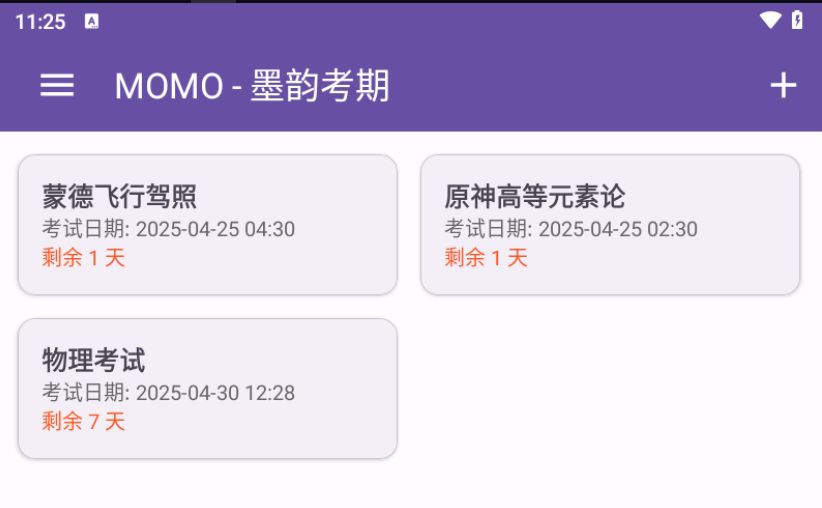 11:25
MOMO - 墨韵考期
蒙德飞行驾照
考试日期: 2025-04-25 04:30
剩余 1 天
原神高等元素论
考试日期: 2025-04-25 02:30
剩余 1 天
物理考试
考试日期: 2025-04-30 12:28
剩余 7 天